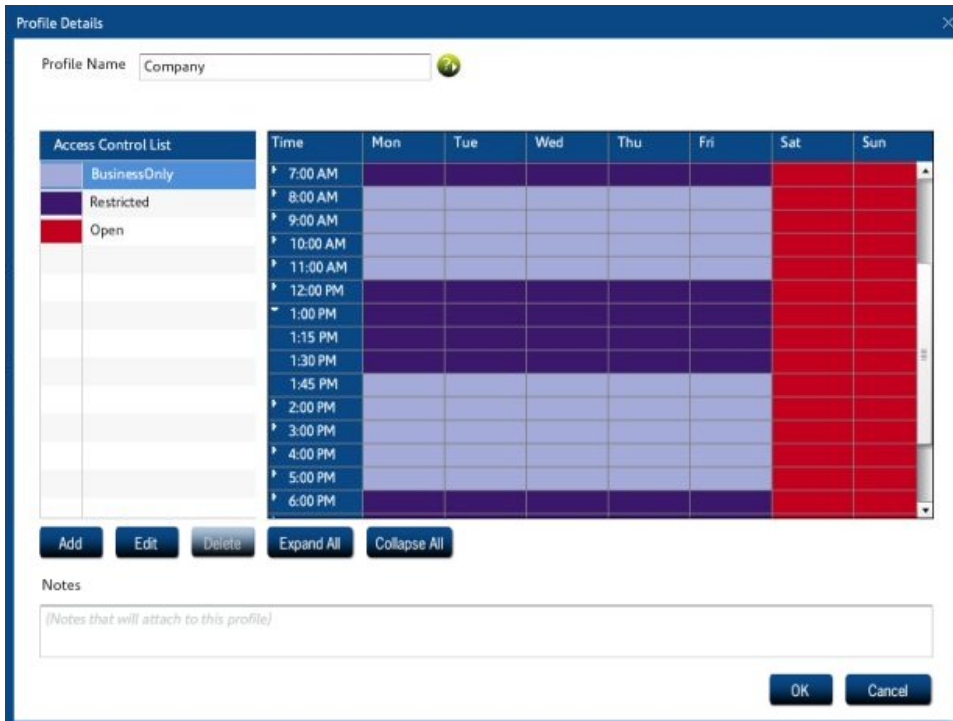 Profile Details
Profile Name Company
Access Control List
BusinessOnly
Restricted
Open
Time Mon Tue Wed Thu Fri Sat Sun
7:00 AM
8:00 AM
9:00 AM
10:00 AM
11:00 AM
12:00 PM
1:00 PM
1:15 PM
1:30 PM
1:45 PM
2:00 PM
3:00 PM
4:00 PM
5:00 PM
6:00 PM
Add Edit Delete Expand All Collapse All
Notes
(Notes that will attach to this profile)
OK Cancel